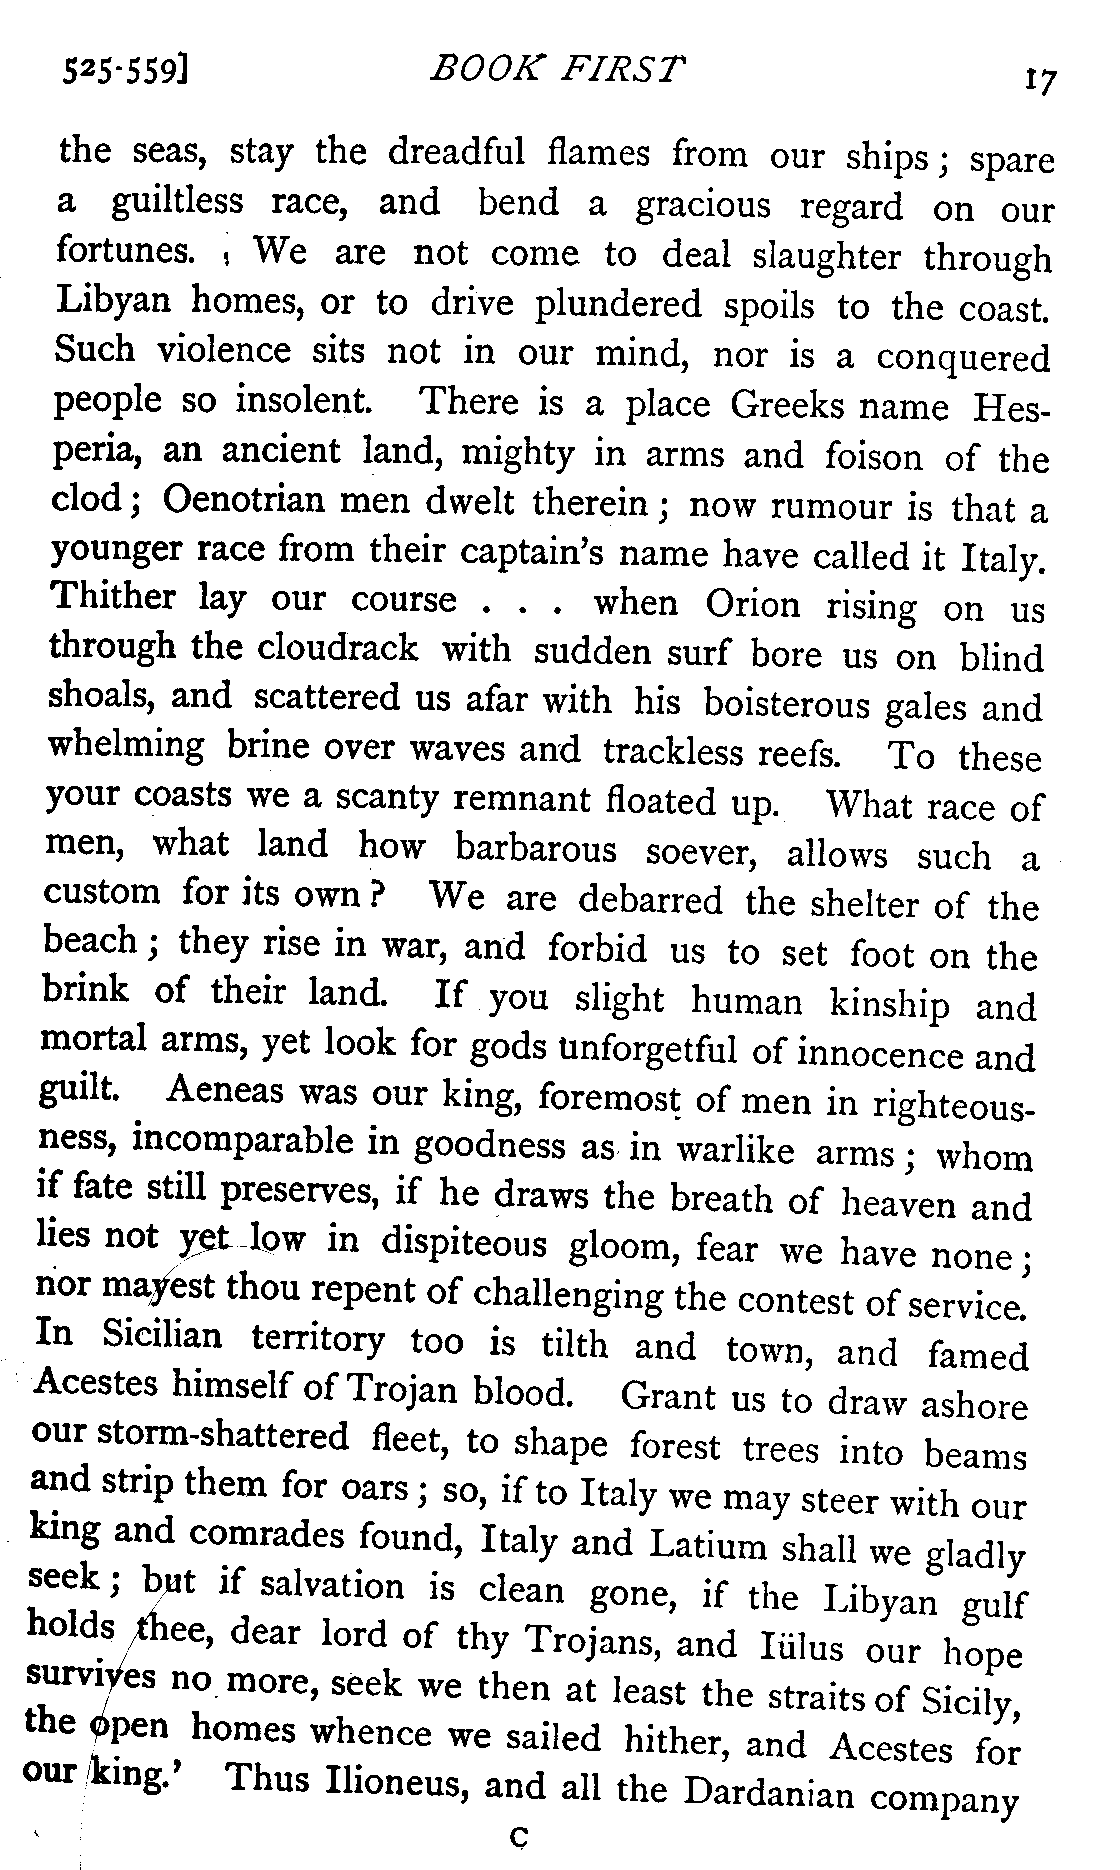 525-559] BOOK FIRST 17
the seas, stay the dreadful flames from our ships; spare
a guiltless race, and bend a gracious regard on our
fortunes. We are not come to deal slaughter through
Libyan homes, or to drive plundered spoils to the coast.
Such violence sits not in our mind, nor is a conquered
people so insolent. There is a place Greeks name Hes-
peria, an ancient land, mighty in arms and foison of the
clod; Oenotrian men dwelt therein; now rumour is that a
younger race from their captain's name have called it Italy.
Thither lay our course . . . when Orion rising on us
through the cloudrack with sudden surf bore us on blind
shoals, and scattered us afar with his boisterous gales and
whelming brine over waves and trackless reefs. To these
your coasts we a scanty remnant floated up. What race of
men, what land how barbarous soever, allows such a
custom for its own? We are debarred the shelter of the
beach; they rise in war, and forbid us to set foot on the
brink of their land. If you slight human kinship and
mortal arms, yet look for gods unforgetful of innocence and
guilt. Aeneas was our king, foremost of men in righteous-
ness, incomparable in goodness as in warlike arms; whom
if fate still preserves, if he draws the breath of heaven and
lies not yet low in dispiteous gloom, fear we have none;
nor mayest thou repent of challenging the contest of service.
In Sicilian territory too is tilth and town, and famed
Acestes himself of Trojan blood. Grant us to draw ashore
our storm-shattered fleet, to shape forest trees into beams
and strip them for oars; so, if to Italy we may steer with our
king and comrades found, Italy and Latium shall we gladly
seek; but if salvation is clean gone, if the Libyan gulf
holds thee, dear lord of thy Trojans, and Iülus our hope
survives no more, seek we then at least the straits of Sicily,
the open homes whence we sailed hither, and Acestes for
our king.' Thus Ilioneus, and all the Dardanian company
C